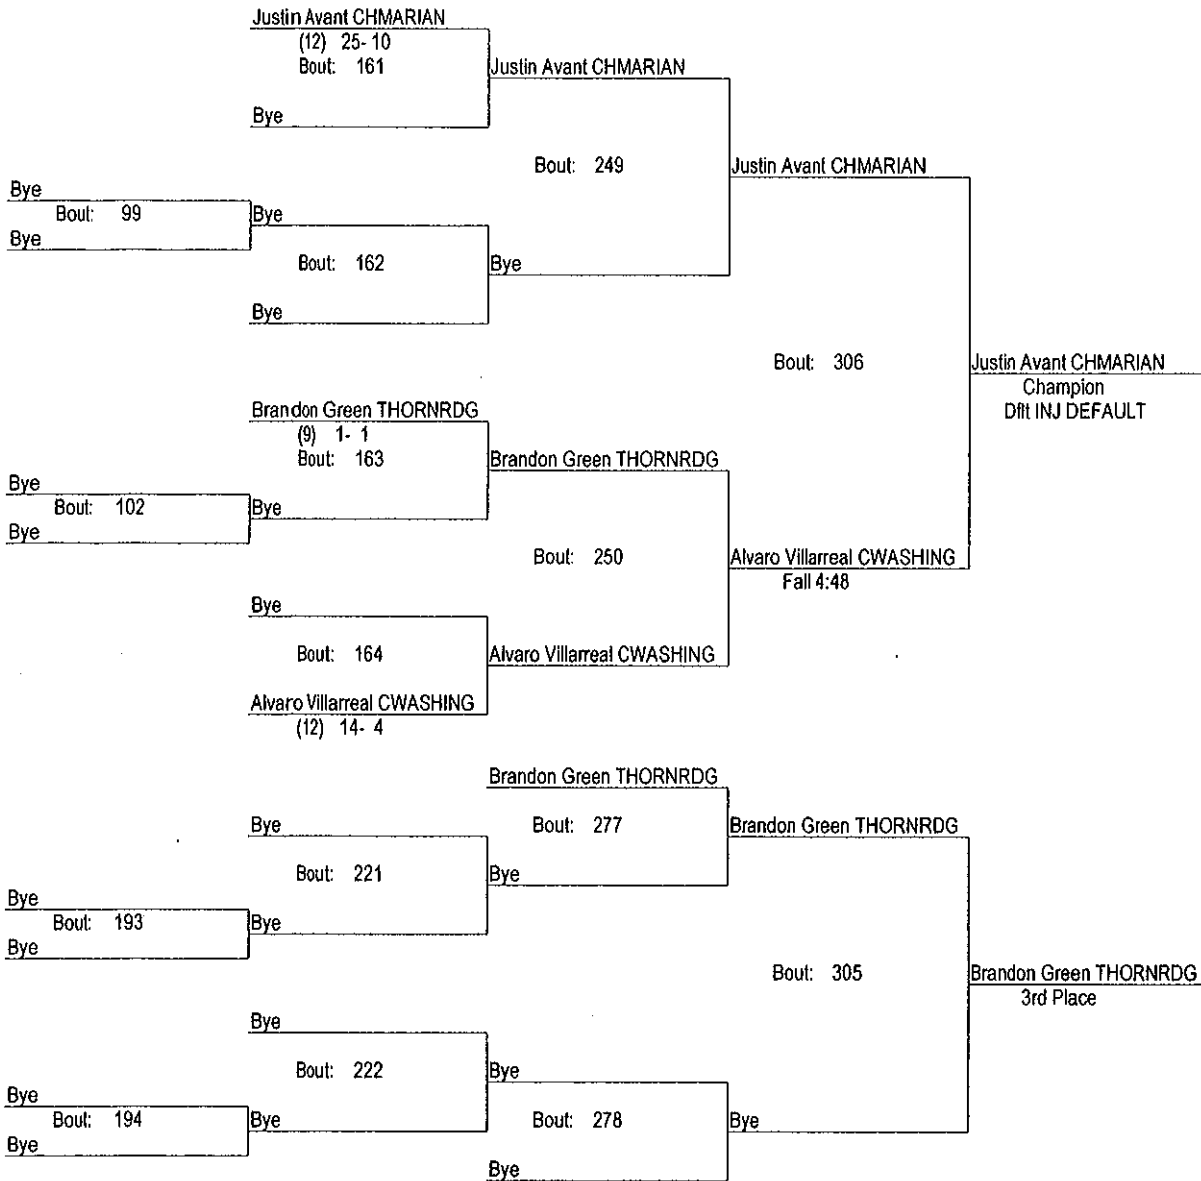 Justin Avant CHMARIAN
(12) 25- 10
Bout: 161
Justin Avant CHMARIAN
Bye
Bout: 249
Justin Avant CHMARIAN
Bye
Bout: 99
Bye
Bye
Bout: 162
Bye
Bye
Bout: 306
Justin Avant CHMARIAN
Champion
Dflt INJ DEFAULT
Brandon Green THORNRDG
(9) 1- 1
Bout: 163
Brandon Green THORNRDG
Bye
Bout: 102
Bye
Bye
Bout: 250
Alvaro Villarreal CWASHING
Fall 4:48
Bye
Bout: 164
Alvaro Villarreal CWASHING
Alvaro Villarreal CWASHING
(12) 14- 4
Brandon Green THORNRDG
Bout: 277
Brandon Green THORNRDG
Bye
Bout: 221
Bye
Bye
Bout: 193
Bye
Bye
Bout: 305
Brandon Green THORNRDG
3rd Place
Bye
Bout: 222
Bye
Bye
Bout: 194
Bye
Bye
Bout: 278
Bye
Bye